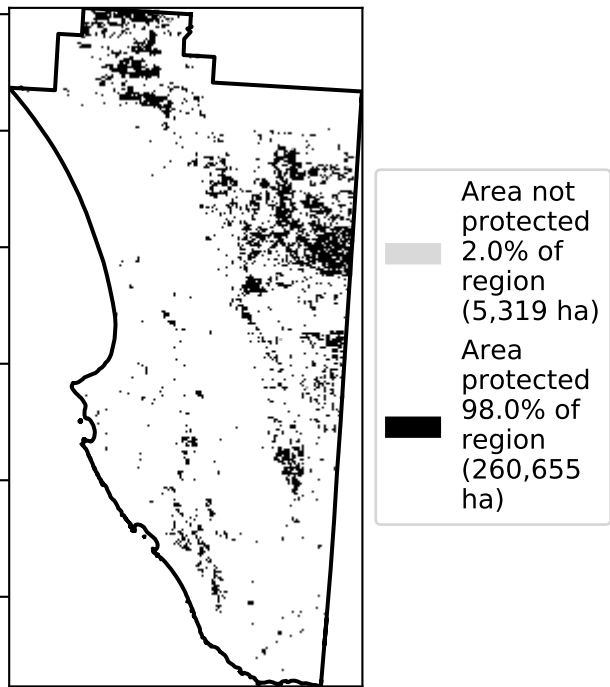 Area not
protected
2.0% of
region
(5,319 ha)
Area
protected
98.0% of
region
(260,655
ha)